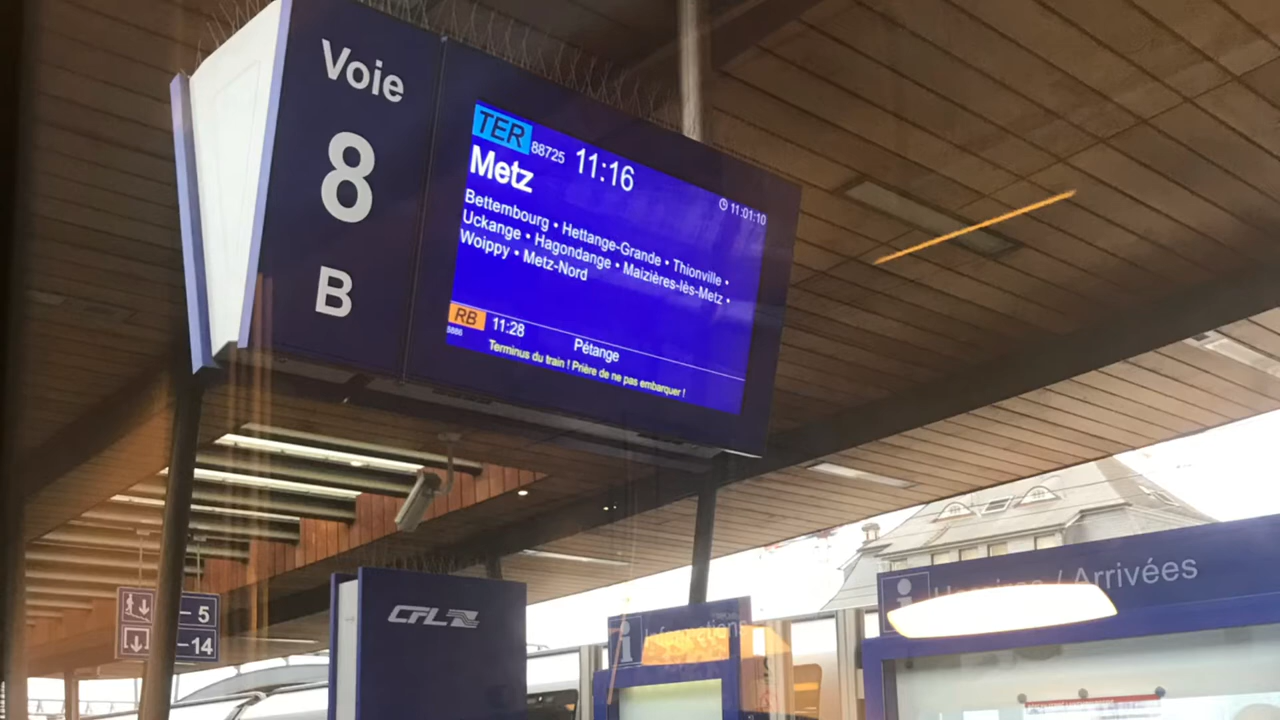 Voie
8
B
TER 88725 11:16
Metz
11:01:10
Bettembourg • Hettange-Grande • Thionville •
Uckange • Hagondange • Maizières-lès-Metz •
Woippy • Metz-Nord
RB 11:28 Pétange
Terminus du train ! Prière de ne pas embarquer !
CFL
5
14
i Informations
i Horaires / Arrivées